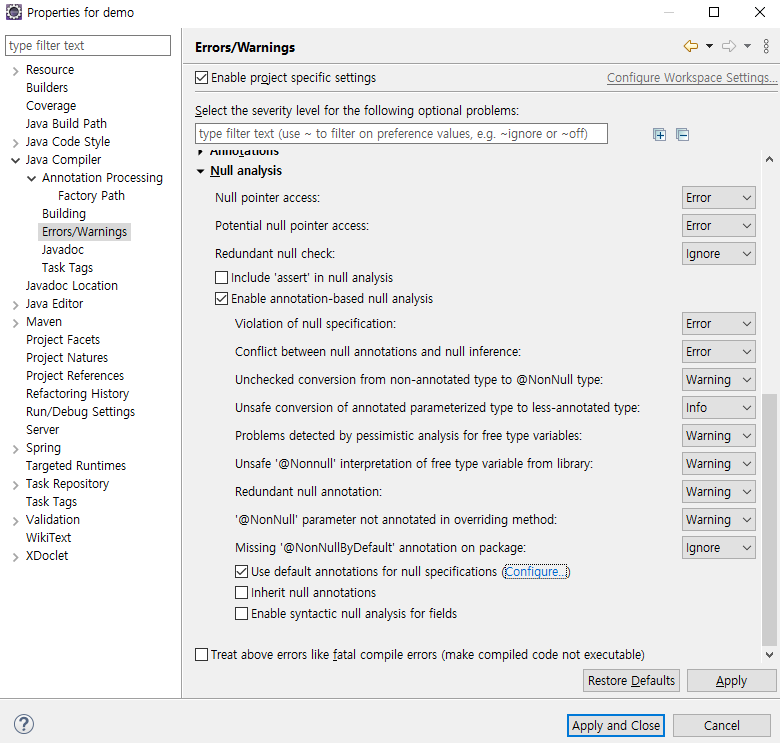 Properties for demo
type filter text
Resource
Builders
Coverage
Java Build Path
Java Code Style
Java Compiler
Annotation Processing
Factory Path
Building
Errors/Warnings
Javadoc
Task Tags
Javadoc Location
Java Editor
Maven
Project Facets
Project Natures
Project References
Refactoring History
Run/Debug Settings
Server
Spring
Targeted Runtimes
Task Repository
Task Tags
Validation
WikiText
XDoclet
Errors/Warnings
Enable project specific settings
Configure Workspace Settings...
Select the severity level for the following optional problems:
type filter text (use ~ to filter on preference values, e.g. ~ignore or ~off)
Annotations
Null analysis
Null pointer access: Error
Potential null pointer access: Error
Redundant null check: Ignore
Include 'assert' in null analysis
Enable annotation-based null analysis
Violation of null specification: Error
Conflict between null annotations and null inference: Error
Unchecked conversion from non-annotated type to @NonNull type: Warning
Unsafe conversion of annotated parameterized type to less-annotated type: Info
Problems detected by pessimistic analysis for free type variables: Warning
Unsafe '@Nonnull' interpretation of free type variable from library: Warning
Redundant null annotation: Warning
'@NonNull' parameter not annotated in overriding method: Warning
Missing '@NonNullByDefault' annotation on package: Ignore
Use default annotations for null specifications (Configure...)
Inherit null annotations
Enable syntactic null analysis for fields
Treat above errors like fatal compile errors (make compiled code not executable)
Restore Defaults
Apply
Apply and Close
Cancel